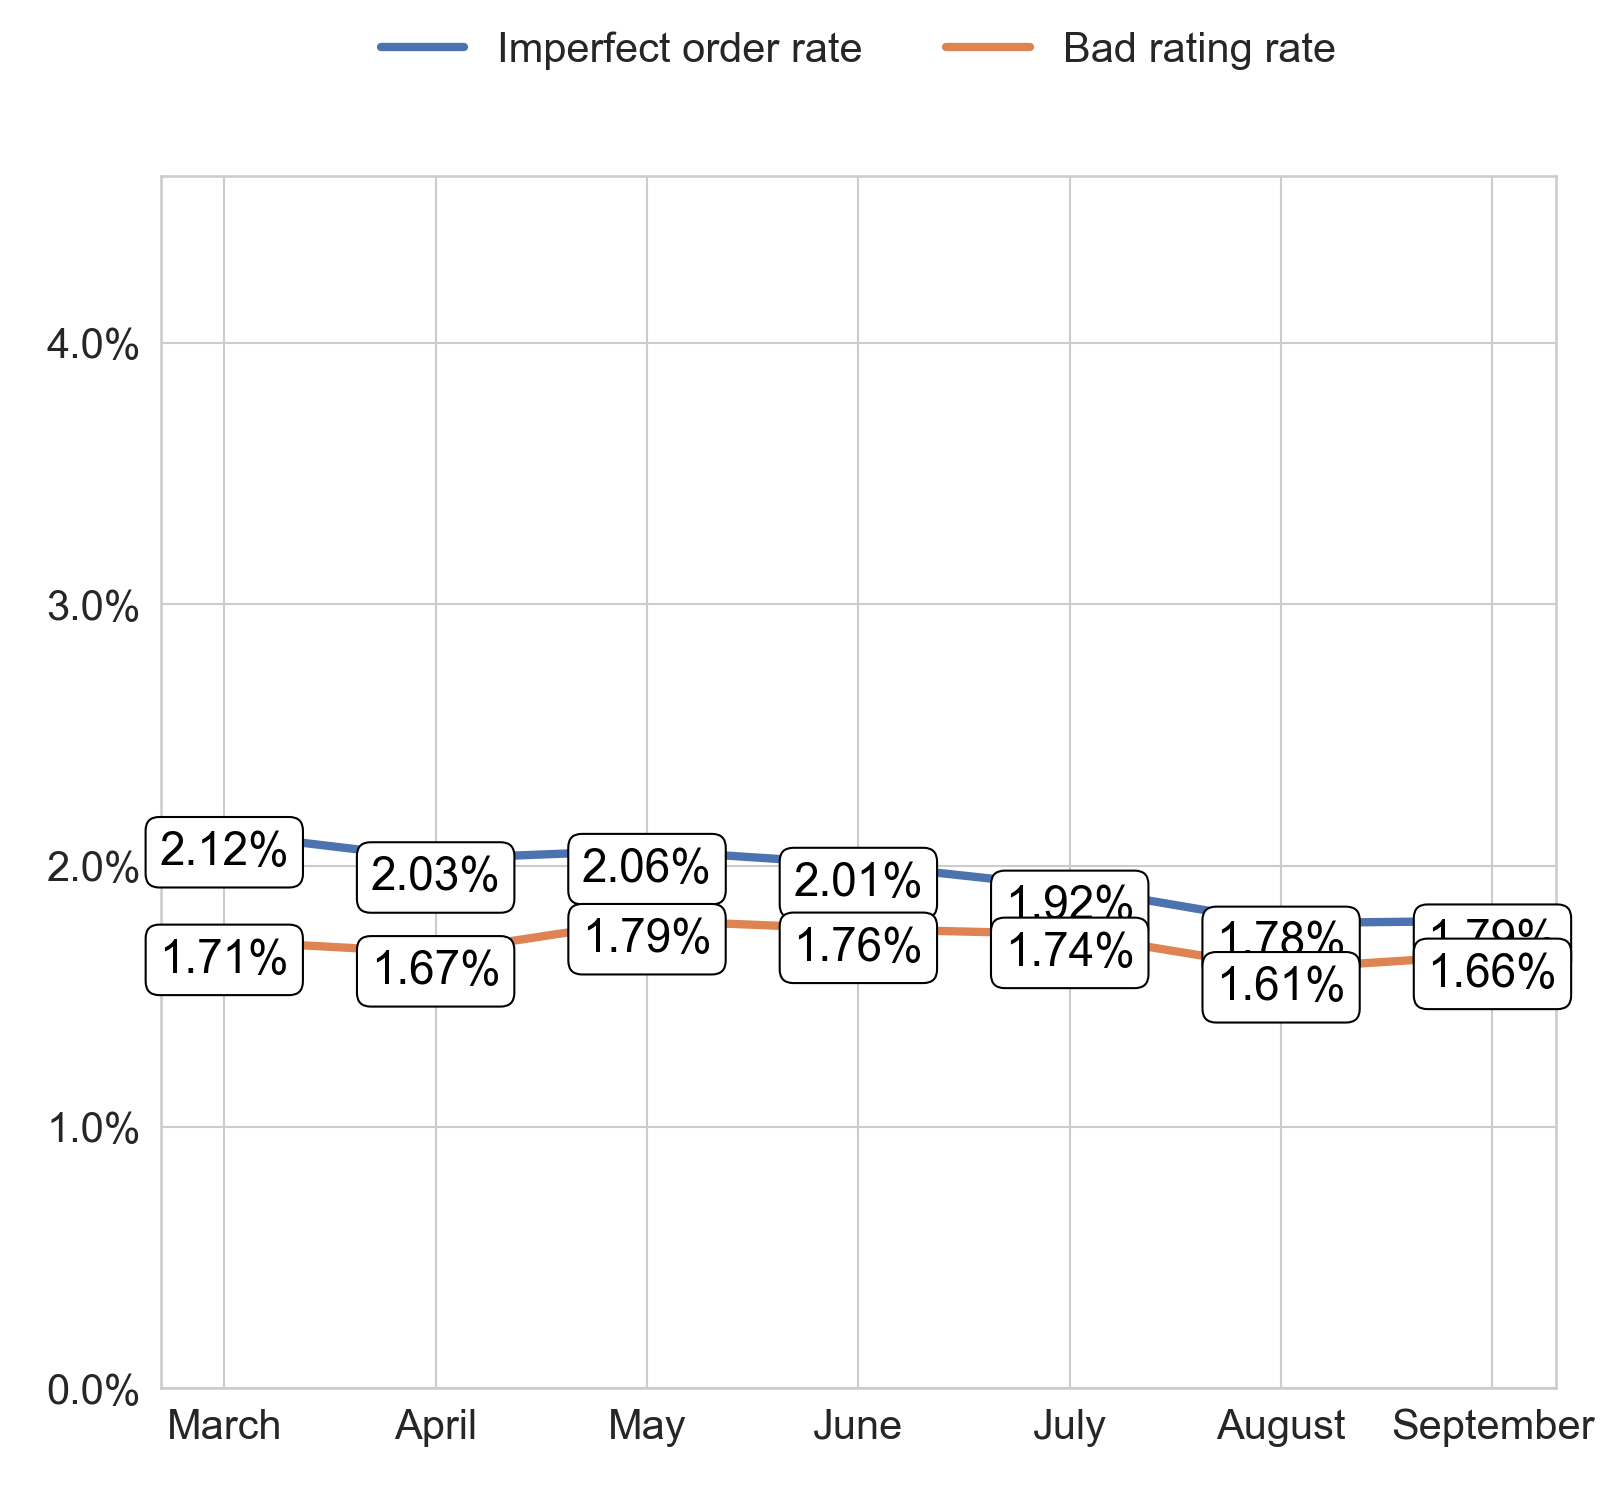 Imperfect order rate
Bad rating rate
4.0%
3.0%
2.0%
1.0%
0.0%
2.12%
2.03%
2.06%
2.01%
1.92%
1.78%
1.79%
1.71%
1.67%
1.79%
1.76%
1.74%
1.61%
1.66%
March
April
May
June
July
August
September